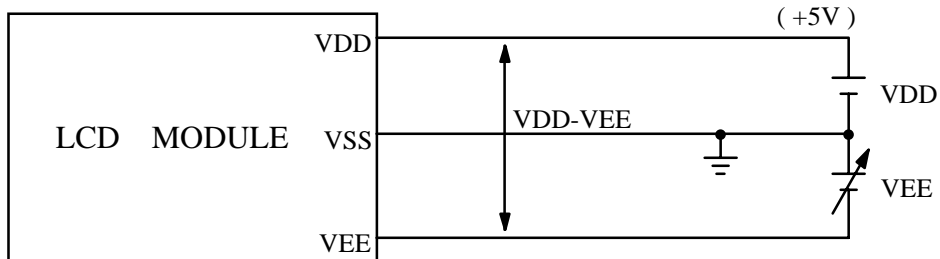 ( +5V )
VDD
VDD
VDD-VEE
LCD MODULE
VSS
VEE
VEE